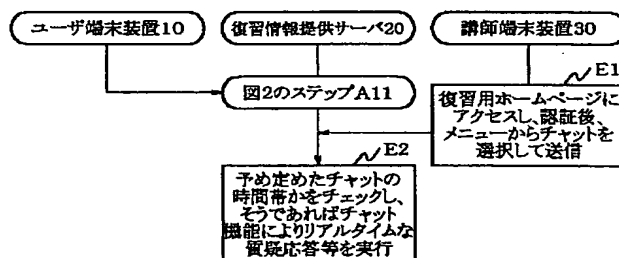 ユーザ端末装置10
復習情報提供サーバ20
講師端末装置30
図2のステップA11
E1
復習用ホームページに
アクセスし、認証後、
メニューからチャットを
選択して送信
E2
予め定めたチャットの
時間帯かをチェックし、
そうであればチャット
機能によりリアルタイムな
質疑応答等を実行